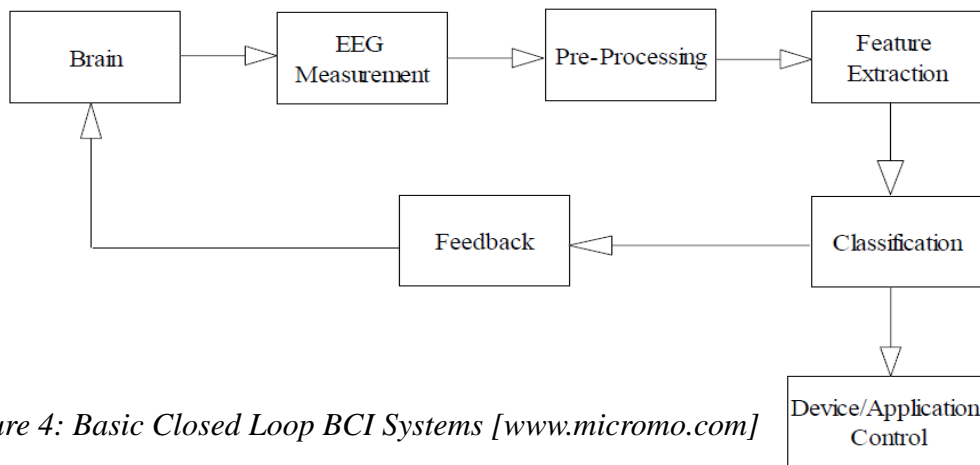 Brain
EEG
Measurement
Pre-Processing
Feature
Extraction
Feedback
Classification
Device/Application
Control
ure 4: Basic Closed Loop BCI Systems [www.micromo.com]